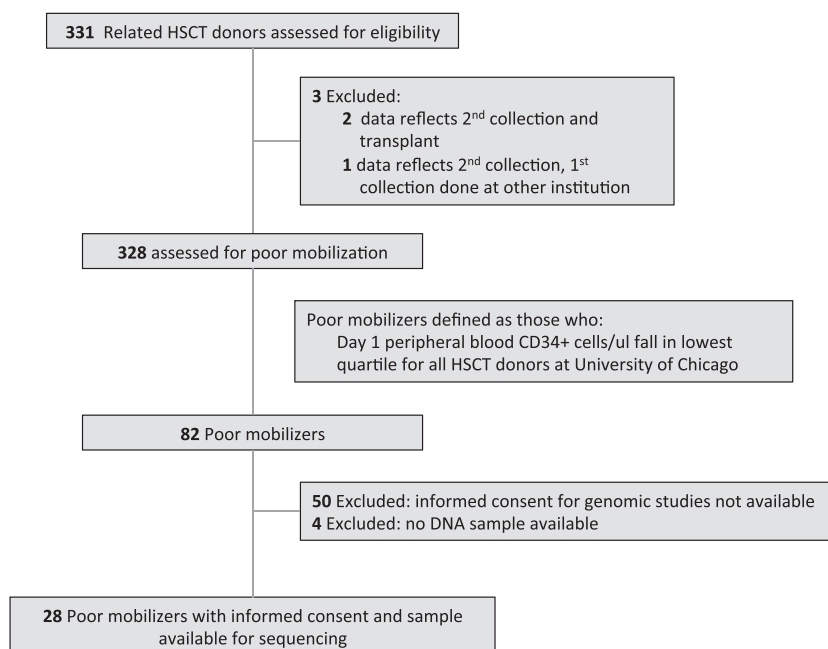 331 Related HSCT donors assessed for eligibility
3 Excluded:
2 data reflects 2nd collection and
transplant
1 data reflects 2nd collection, 1st
collection done at other institution
328 assessed for poor mobilization
Poor mobilizers defined as those who:
Day 1 peripheral blood CD34+ cells/ul fall in lowest
quartile for all HSCT donors at University of Chicago
82 Poor mobilizers
50 Excluded: informed consent for genomic studies not available
4 Excluded: no DNA sample available
28 Poor mobilizers with informed consent and sample
available for sequencing